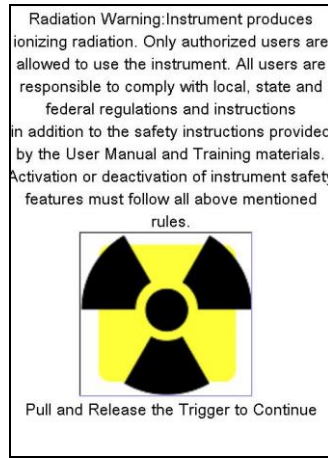 Radiation Warning:Instrument produces
ionizing radiation. Only authorized users are
allowed to use the instrument. All users are
responsible to comply with local, state and
federal regulations and instructions
in addition to the safety instructions provided
by the User Manual and Training materials.
Activation or deactivation of instrument safety
features must follow all above mentioned
rules.
Pull and Release the Trigger to Continue